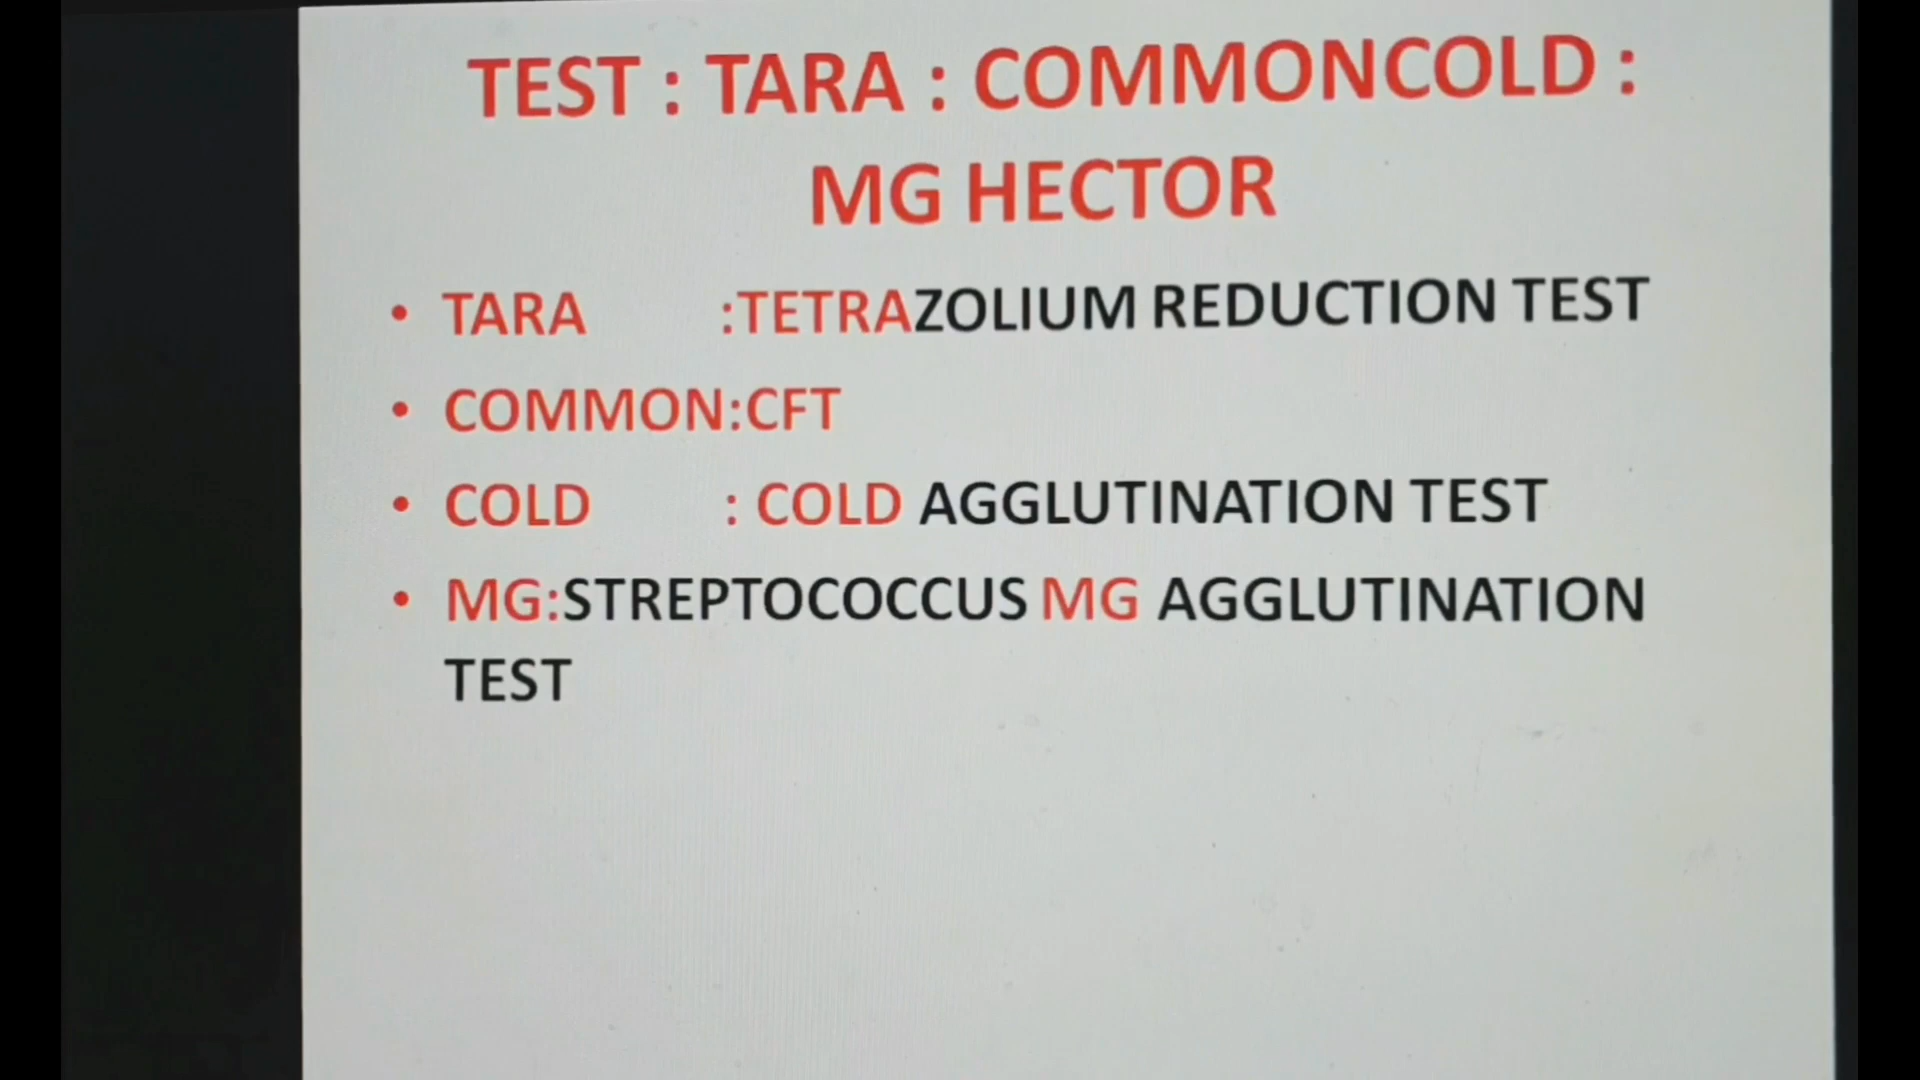 TEST : TARA : COMMONCOLD :
MG HECTOR
• TARA :TETRAZOLIUM REDUCTION TEST
• COMMON:CFT
• COLD : COLD AGGLUTINATION TEST
• MG:STREPTOCOCCUS MG AGGLUTINATION
TEST